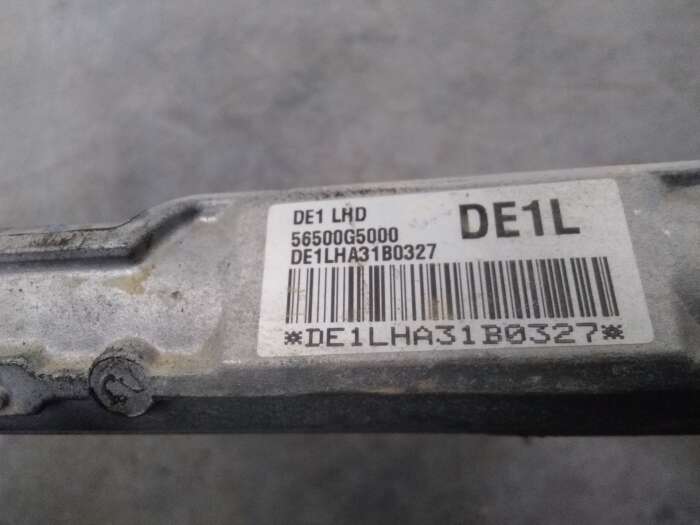 DE1 LHD
56500G5000
DE1LHA31B0327
DE1L
*DE1LHA31B0327*